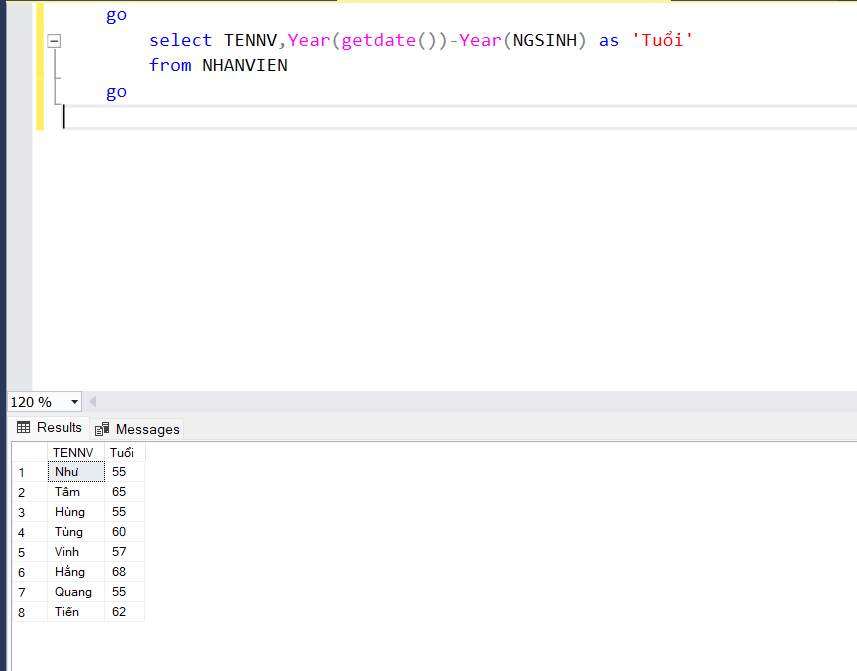 go
select TENNV,Year(getdate())-Year(NGSINH) as 'Tuổi'
from NHANVIEN
go
120 %
Results Messages
TENNV Tuổi
1 Như 55
2 Tâm 65
3 Hùng 55
4 Tùng 60
5 Vinh 57
6 Hằng 68
7 Quang 55
8 Tiến 62